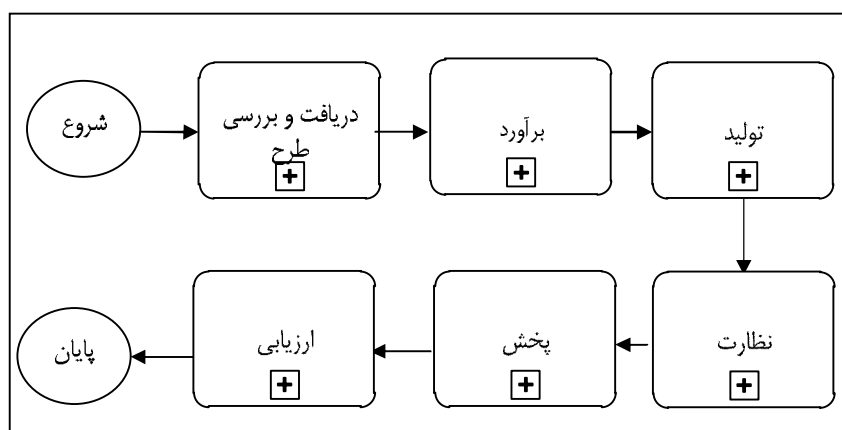 شروع
دریافت و بررسی
طرح
برآورد
تولید
نظارت
پخش
ارزیابی
پایان